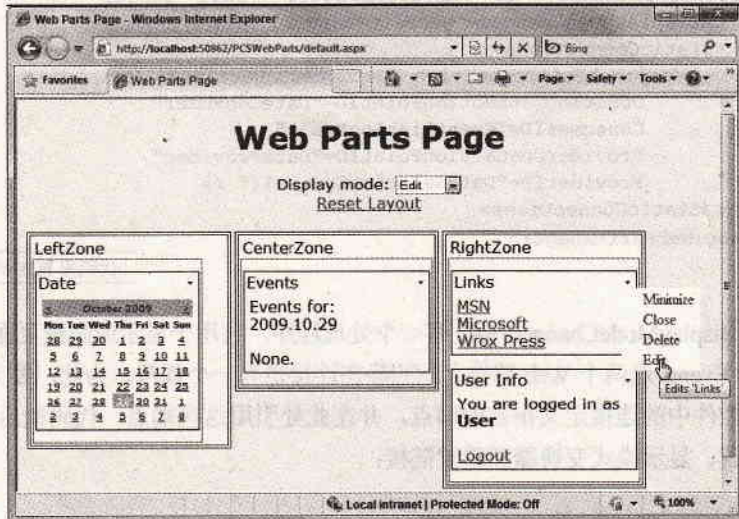 Web Parts Page - Windows Internet Explorer
http://localhost:50862/PCSWebParts/default.aspx
Bing
Favorites
Web Parts Page
Page
Safety
Tools
Web Parts Page
Display mode: Edit
Reset Layout
LeftZone
Date
October 2009
Mon Tue Wed Thu Fri Sat Sun
28 29 30 1 2 3 4
5 6 7 8 9 10 11
12 13 14 15 16 17 18
19 20 21 22 23 24 25
26 27 28 29 30 31 1
2 3 4 5 6 7 8
CenterZone
Events
Events for:
2009.10.29
None.
RightZone
Links
MSN
Microsoft
Wrox Press
User Info
You are logged in as
User
Logout
Minimize
Close
Delete
Edit
Edits 'Links
Local intranet | Protected Mode: Off
100%